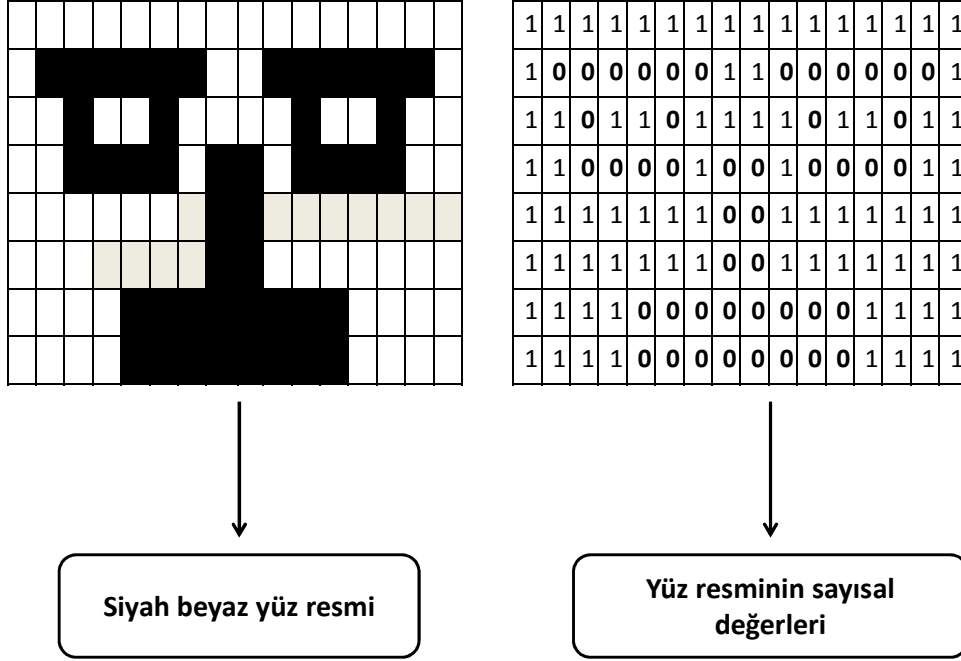 1 1 1 1 1 1 1 1 1 1 1 1 1 1 1 1
1 0 0 0 0 0 0 1 1 0 0 0 0 0 0 1
1 1 0 1 1 0 1 1 1 1 0 1 1 0 1 1
1 1 0 0 0 0 1 0 0 1 0 0 0 0 1 1
1 1 1 1 1 1 1 0 0 1 1 1 1 1 1 1
1 1 1 1 1 1 1 0 0 1 1 1 1 1 1 1
1 1 1 1 0 0 0 0 0 0 0 0 1 1 1 1
1 1 1 1 0 0 0 0 0 0 0 0 1 1 1 1
Siyah beyaz yüz resmi
Yüz resminin sayısal
değerleri